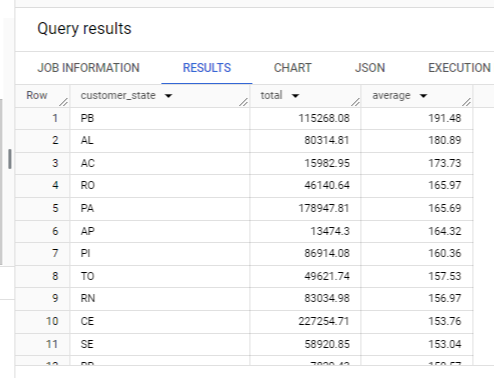 Query results
JOB INFORMATION RESULTS CHART JSON EXECUTION
Row customer_state total average
1 PB 115268.08 191.48
2 AL 80314.81 180.89
3 AC 15982.95 173.73
4 RO 46140.64 165.97
5 PA 178947.81 165.69
6 AP 13474.3 164.32
7 PI 86914.08 160.36
8 TO 49621.74 157.53
9 RN 83034.98 156.97
10 CE 227254.71 153.76
11 SE 58920.85 153.04
12